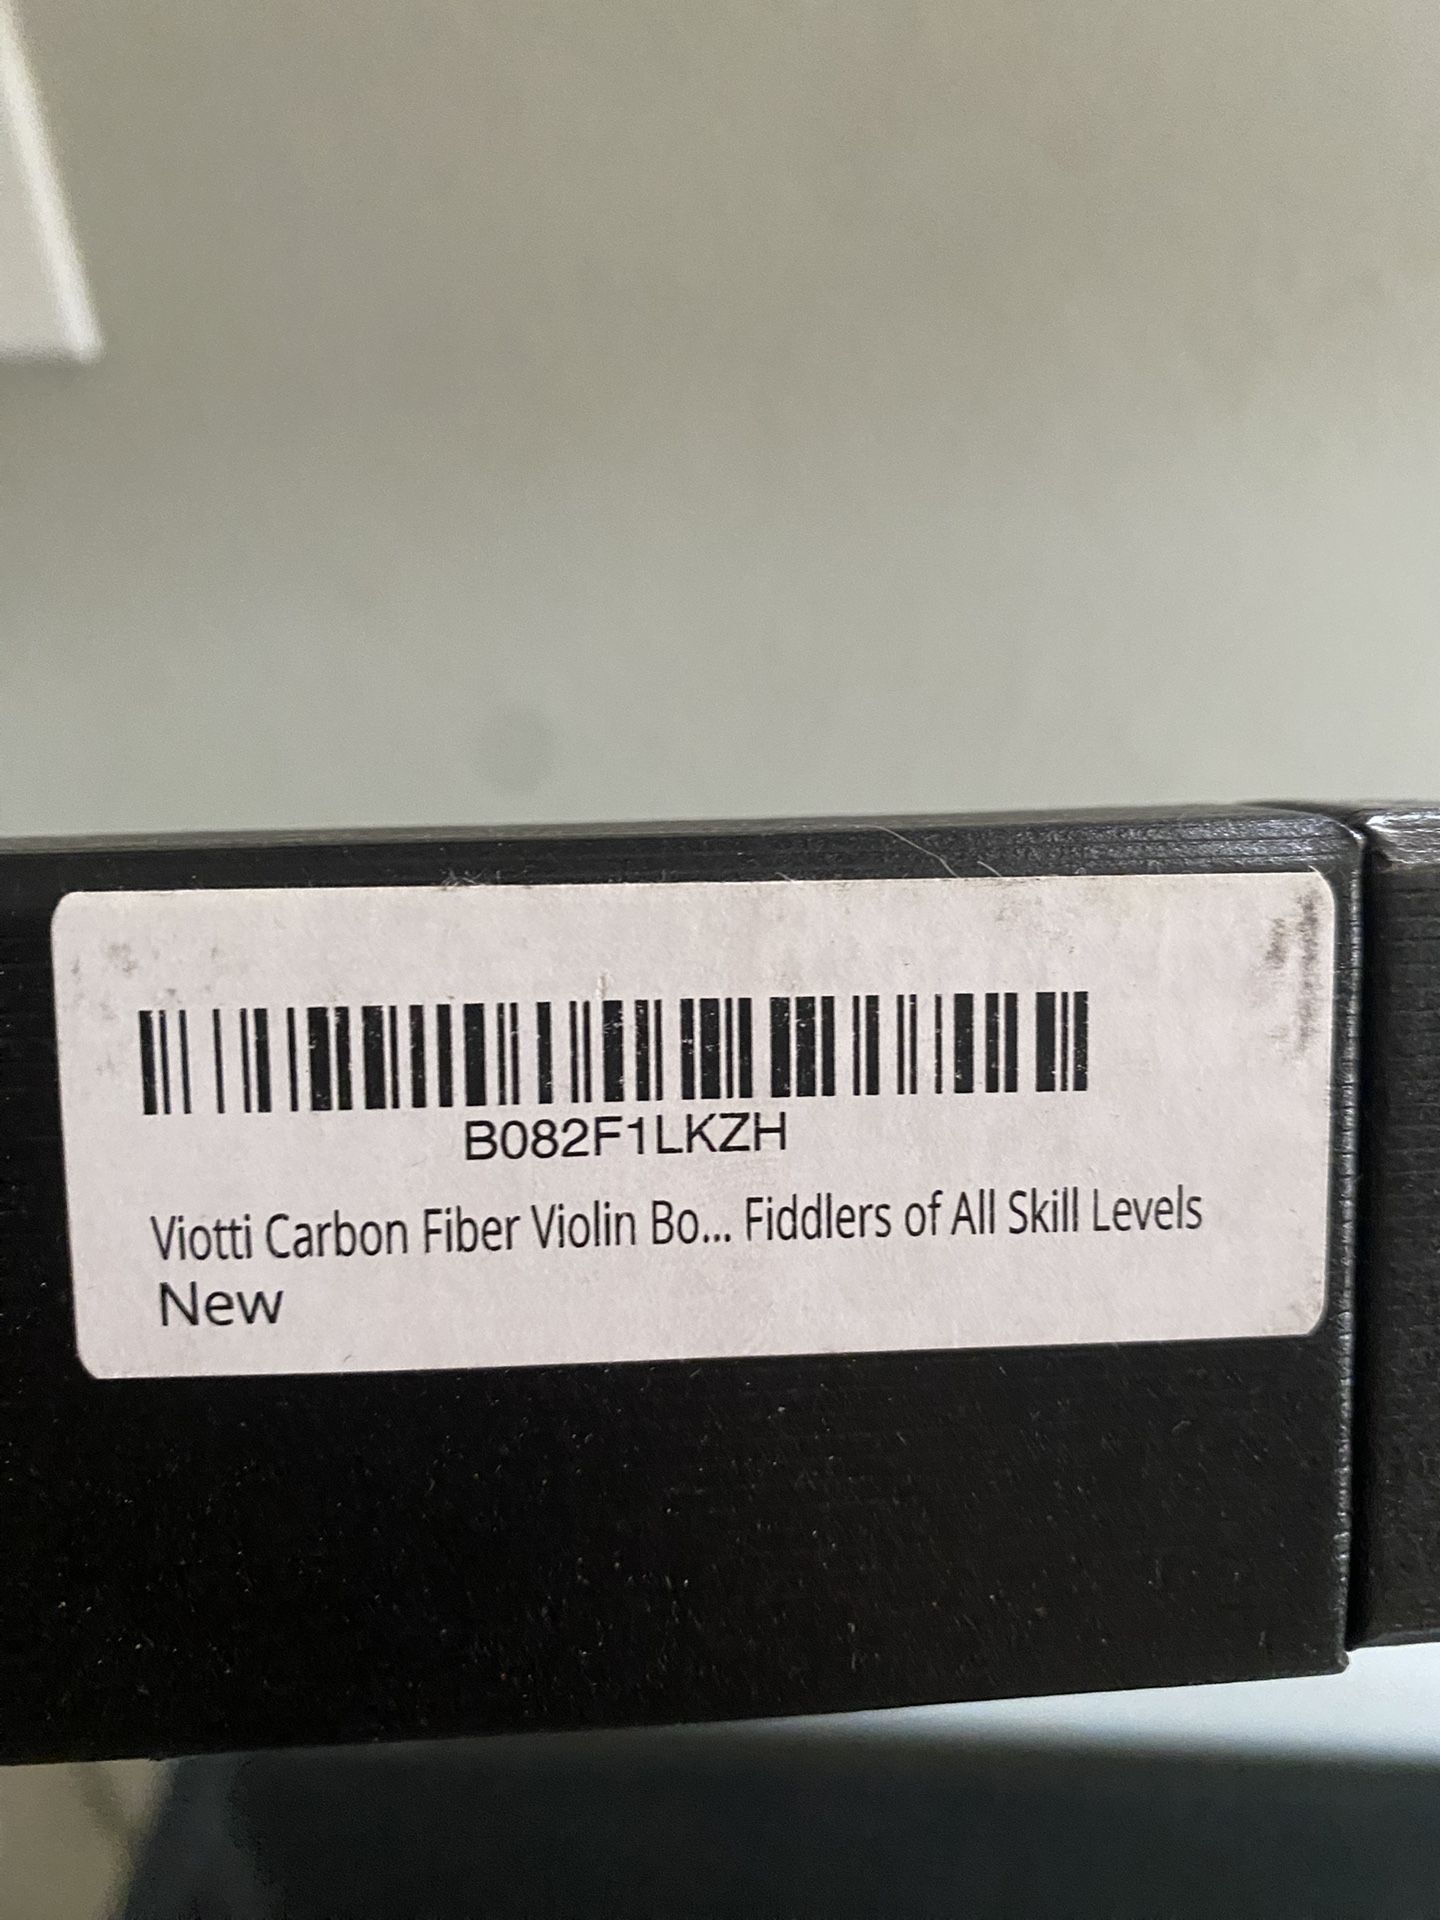 B082F1LKZH
Viotti Carbon Fiber Violin Bo... Fiddlers of All Skill Levels
New